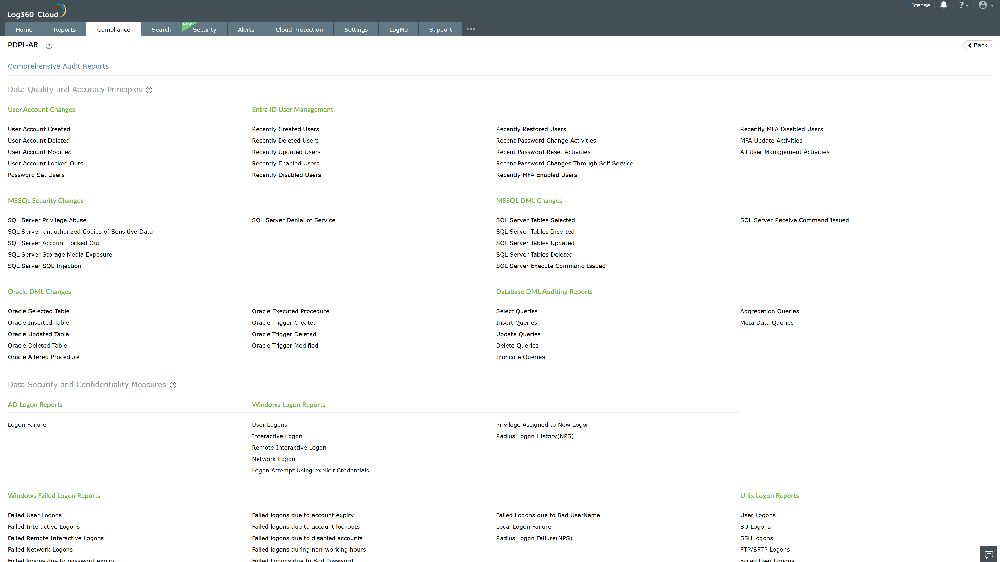 Log360 Cloud
License
Home Reports Compliance Search NEW Security Alerts Cloud Protection Settings LogMe Support
PDPL-AR
Back
Comprehensive Audit Reports
Data Quality and Accuracy Principles
User Account Changes Entra ID User Management
User Account Created Recently Created Users Recently Restored Users Recently MFA Disabled Users
User Account Deleted Recently Deleted Users Recent Password Change Activities MFA Update Activities
User Account Modified Recently Updated Users Recent Password Reset Activities All User Management Activities
User Account Locked Outs Recently Enabled Users Recent Password Changes Through Self Service
Password Set Users Recently Disabled Users Recently MFA Enabled Users
MSSQL Security Changes MSSQL DML Changes
SQL Server Privilege Abuse SQL Server Denial of Service SQL Server Tables Selected SQL Server Receive Command Issued
SQL Server Unauthorized Copies of Sensitive Data SQL Server Tables Inserted
SQL Server Account Locked Out SQL Server Tables Updated
SQL Server Storage Media Exposure SQL Server Tables Deleted
SQL Server SQL Injection SQL Server Execute Command Issued
Oracle DML Changes Database DML Auditing Reports
Oracle Selected Table Oracle Executed Procedure Select Queries Aggregation Queries
Oracle Inserted Table Oracle Trigger Created Insert Queries Meta Data Queries
Oracle Updated Table Oracle Trigger Deleted Update Queries
Oracle Deleted Table Oracle Trigger Modified Delete Queries
Oracle Altered Procedure Truncate Queries
Data Security and Confidentiality Measures
AD Logon Reports Windows Logon Reports
Logon Failure User Logons Privilege Assigned to New Logon
Interactive Logon Radius Logon History(NPS)
Remote Interactive Logon
Network Logon
Logon Attempt Using explicit Credentials
Windows Failed Logon Reports Unix Logon Reports
Failed User Logons Failed logons due to account expiry Failed Logons due to Bad UserName User Logons
Failed Interactive Logons Failed logons due to account lockouts Local Logon Failure SU Logons
Failed Remote Interactive Logons Failed logons due to disabled accounts Radius Logon Failure(NPS) SSH logons
Failed Network Logons Failed logons during non-working hours FTP/SFTP Logons
Failed logons due to password expiry Failed Logons due to Bad Password Failed User Logons